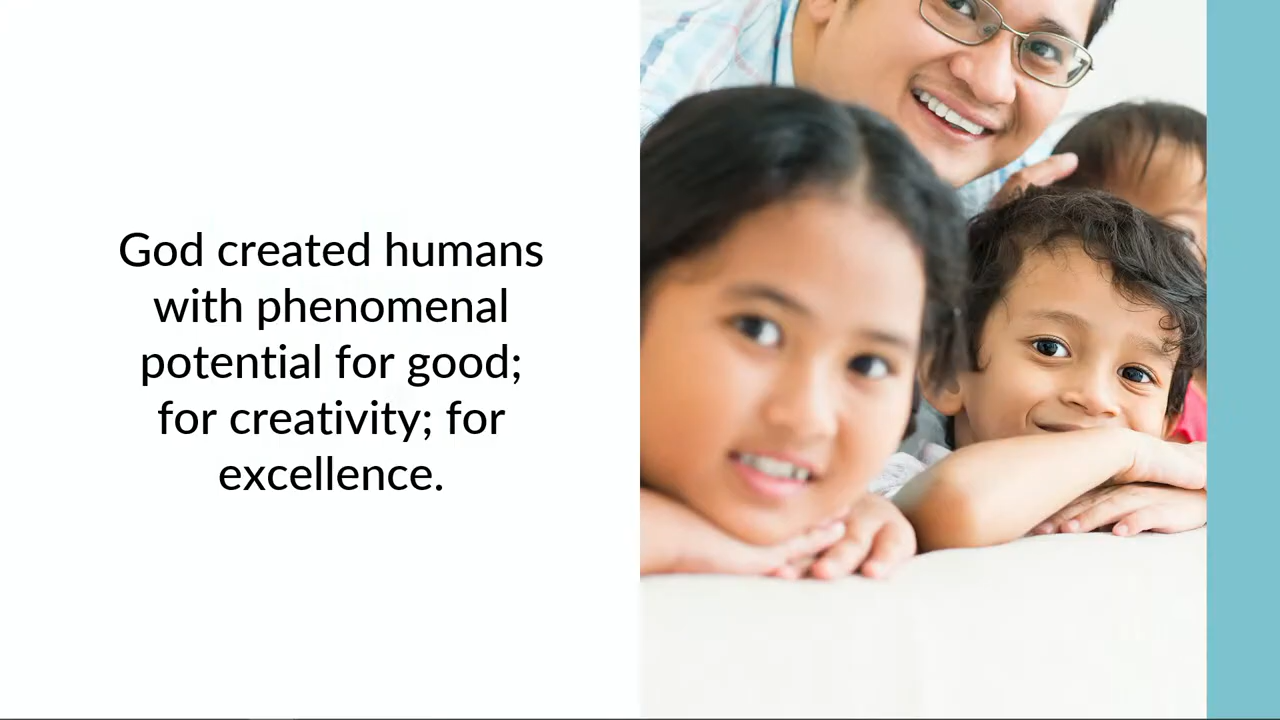 God created humans
with phenomenal
potential for good;
for creativity; for
excellence.